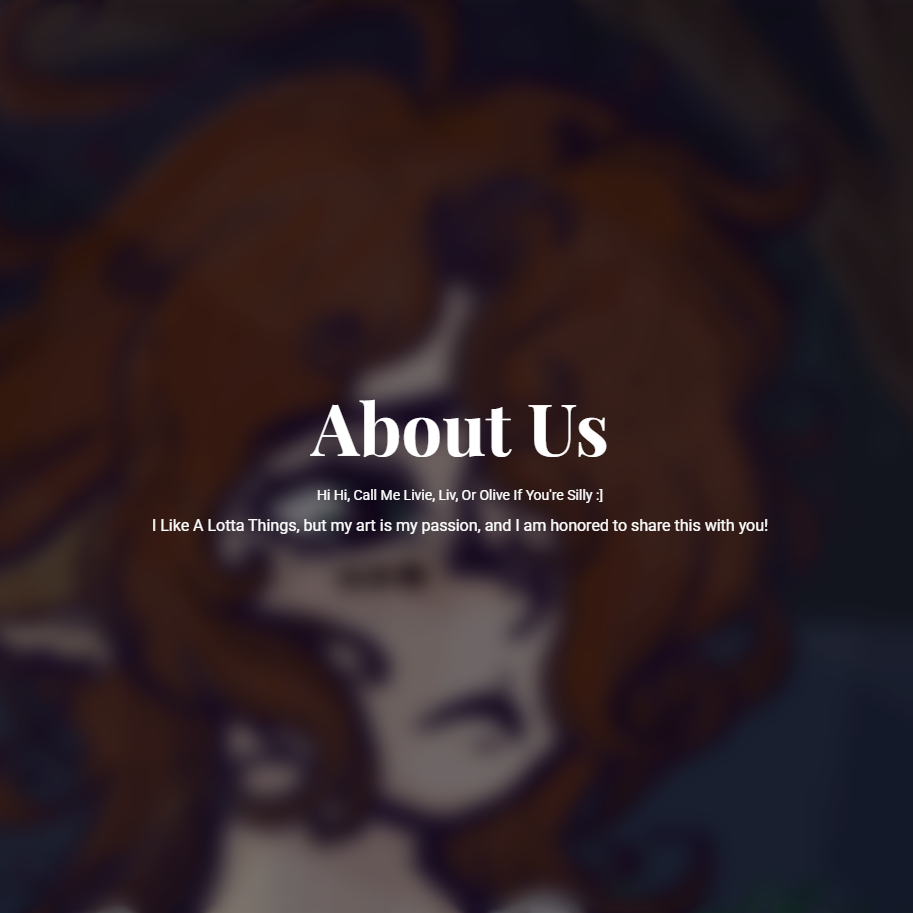 About Us
Hi Hi, Call Me Livie, Liv, Or Olive If You're Silly :]
I Like A Lotta Things, but my art is my passion, and I am honored to share this with you!